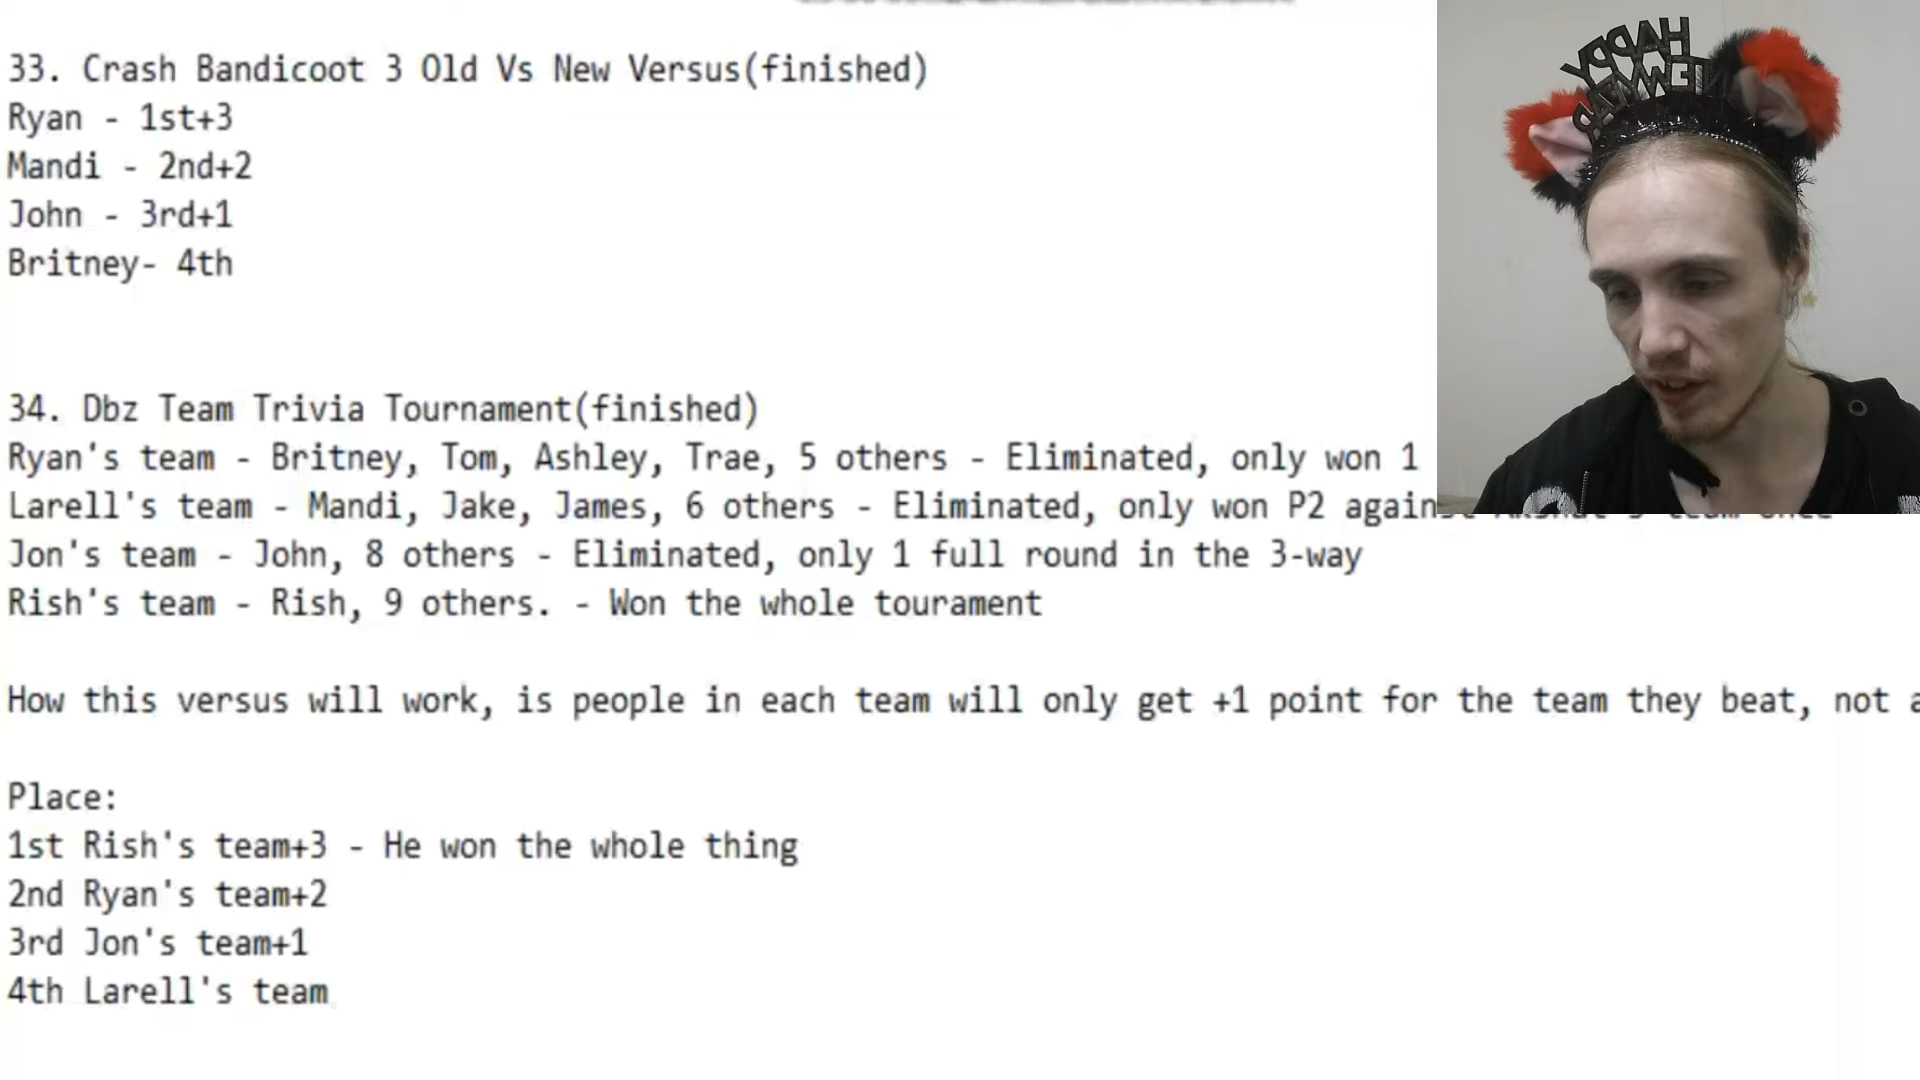 33. Crash Bandicoot 3 Old Vs New Versus(finished)
Ryan - 1st+3
Mandi - 2nd+2
John - 3rd+1
Britney- 4th
34. Dbz Team Trivia Tournament(finished)
Ryan's team - Britney, Tom, Ashley, Trae, 5 others - Eliminated, only won 1
Larell's team - Mandi, Jake, James, 6 others - Eliminated, only won P2 against
Jon's team - John, 8 others - Eliminated, only 1 full round in the 3-way
Rish's team - Rish, 9 others. - Won the whole tourament
How this versus will work, is people in each team will only get +1 point for the team they beat, not a
Place:
1st Rish's team+3 - He won the whole thing
2nd Ryan's team+2
3rd Jon's team+1
4th Larell's team
HAPPY
NEW YEAR